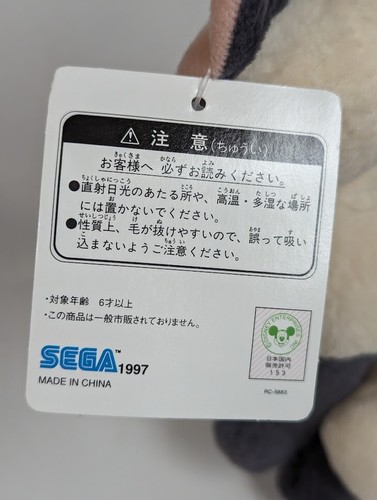 ⚠ 注意(ちゅうい)
お客様へ 必ずお読みください。
●直射日光のあたる所や、高温・多湿な場所
には置かないでください。
●性質上、毛が抜けやすいので、誤って吸い
込まないようご注意ください。
・対象年齢 6才以上
・この商品は一般市販されておりません。
SEGA™ 1997
MADE IN CHINA
日本国内
販売許可
153